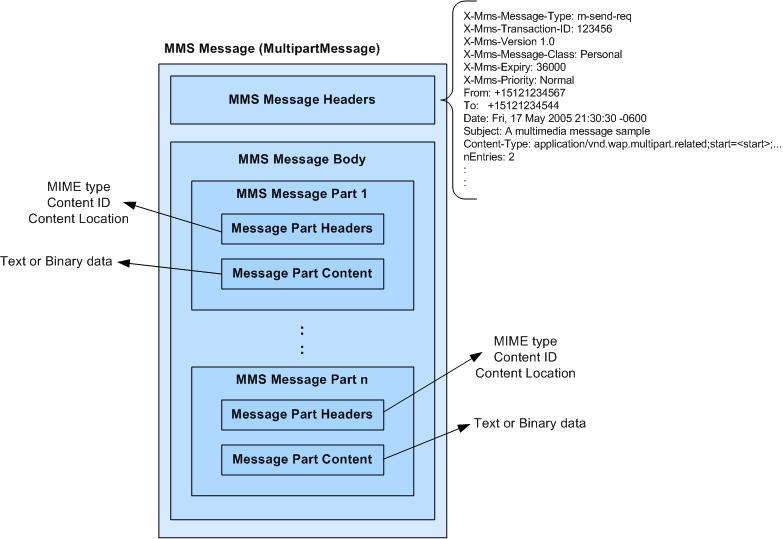 MMS Message (MultipartMessage)
MMS Message Headers
X-Mms-Message-Type: m-send-req
X-Mms-Transaction-ID: 123456
X-Mms-Version 1.0
X-Mms-Message-Class: Personal
X-Mms-Expiry: 36000
X-Mms-Priority: Normal
From: +15121234567
To: +15121234544
Date: Fri, 17 May 2005 21:30:30 -0600
Subject: A multimedia message sample
Content-Type: application/vnd.wap.multipart.related;start=<start>;...
nEntries: 2
:
:
MMS Message Body
MMS Message Part 1
Message Part Headers
MIME type
Content ID
Content Location
Message Part Content
Text or Binary data
:
:
MMS Message Part n
Message Part Headers
MIME type
Content ID
Content Location
Message Part Content
Text or Binary data